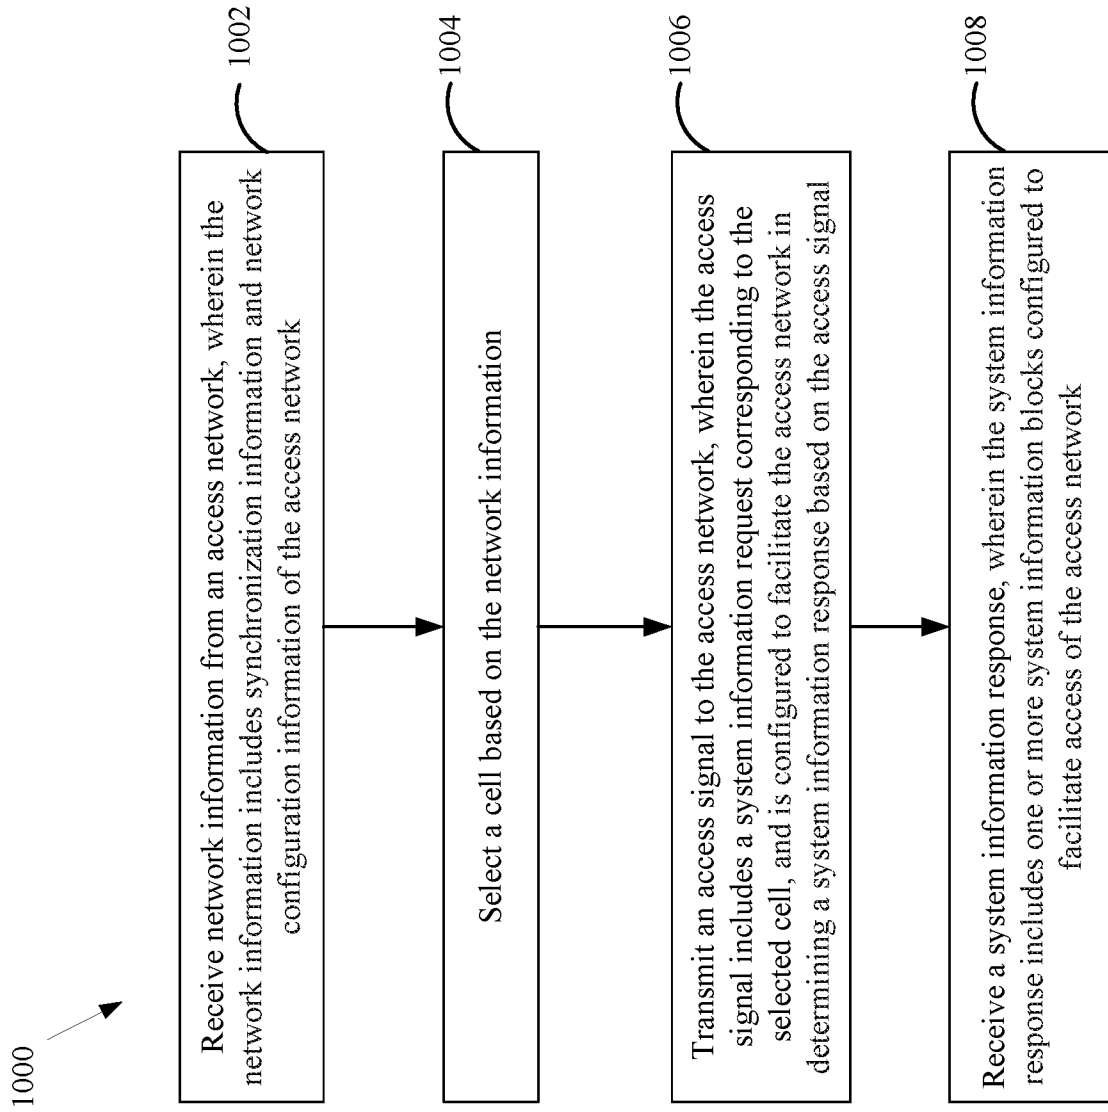 1000
1002
Receive network information from an access network, wherein the
network information includes synchronization information and network
configuration information of the access network
1004
Select a cell based on the network information
1006
Transmit an access signal to the access network, wherein the access
signal includes a system information request corresponding to the
selected cell, and is configured to facilitate the access network in
determining a system information response based on the access signal
1008
Receive a system information response, wherein the system information
response includes one or more system information blocks configured to
facilitate access of the access network